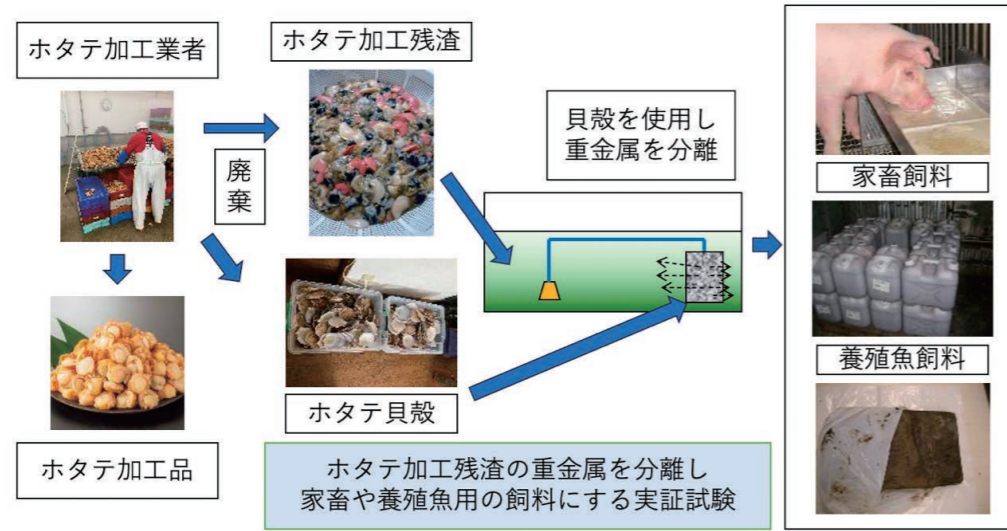 ホタテ加工業者
ホタテ加工残渣
廃
棄
貝殻を使用し
重金属を分離
家畜飼料
養殖魚飼料
ホタテ貝殻
ホタテ加工品
ホタテ加工残渣の重金属を分離し
家畜や養殖魚用の飼料にする実証試験